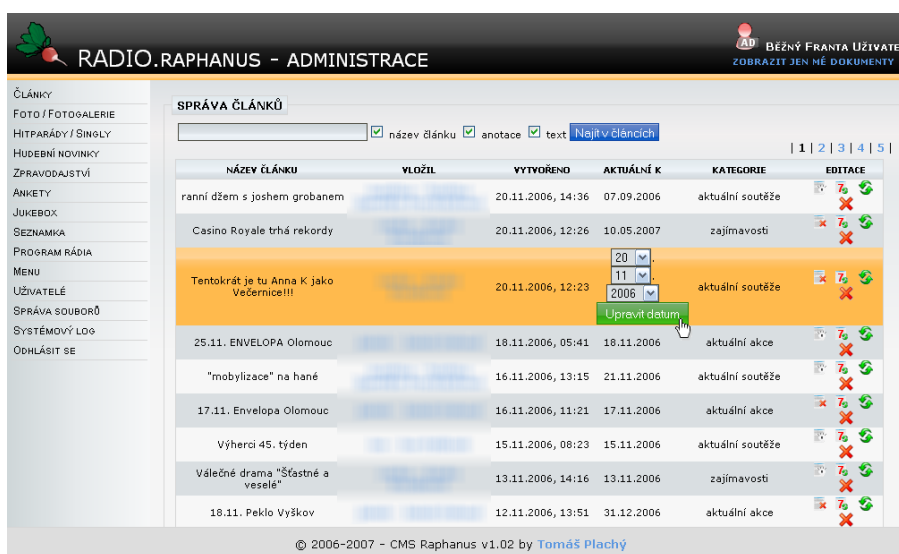 RADIO.RAPHANUS - ADMINISTRACE
AD
BĚŽNÝ FRANTA UŽIVATE
ZOBRAZIT JEN MÉ DOKUMENTY
ČLÁNKY
FOTO / FOTOGALERIE
HITPARÁDY / SINGLY
HUDEBNÍ NOVINKY
ZPRAVODAJSTVÍ
ANKETY
JUKEBOX
SEZNAMKA
PROGRAM RÁDIA
MENU
UŽIVATELÉ
SPRÁVA SOUBORŮ
SYSTÉMOVÝ LOG
ODHLÁSIT SE
SPRÁVA ČLÁNKŮ
název článku anotace text Najít v článcích
| 1 | 2 | 3 | 4 | 5 |
NÁZEV ČLÁNKU VLOŽIL VYTVOŘENO AKTUÁLNÍ K KATEGORIE EDITACE
ranní džem s joshem grobanem 20.11.2006, 14:36 07.09.2006 aktuální soutěže
Casino Royale trhá rekordy 20.11.2006, 12:26 10.05.2007 zajímavosti
Tentokrát je tu Anna K jako
Večernice!!! 20.11.2006, 12:23 20 . 11 . 2006 aktuální soutěže
Upravit datum
25.11. ENVELOPA Olomouc 18.11.2006, 05:41 18.11.2006 aktuální akce
"mobylizace" na hané 16.11.2006, 13:15 21.11.2006 aktuální soutěže
17.11. Envelopa Olomouc 16.11.2006, 11:21 17.11.2006 aktuální akce
Výherci 45. týden 15.11.2006, 08:23 15.11.2006 aktuální soutěže
Válečné drama "Šťastné a
veselé" 13.11.2006, 14:16 13.11.2006 zajímavosti
18.11. Peklo Vyškov 12.11.2006, 13:51 31.12.2006 aktuální akce
© 2006-2007 - CMS Raphanus v1.02 by Tomáš Plachý